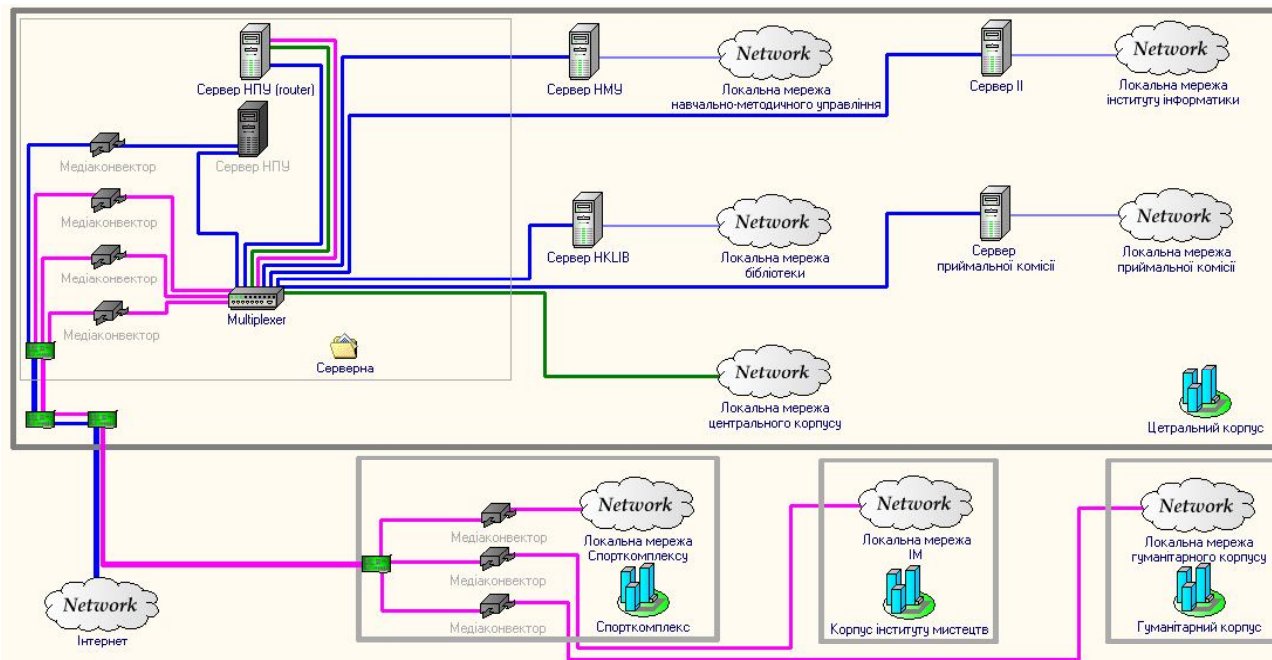 Network
Network
Сервер НПУ (router)
Сервер НМУ
Локальна мережа
навчально-методичного управління
Сервер ІІ
Локальна мережа
інституту інформатики
Медіаконвектор
Сервер НПУ
Медіаконвектор
Network
Network
Медіаконвектор
Сервер HKLIB
Локальна мережа
бібліотеки
Сервер
приймальної комісії
Локальна мережа
приймальної комісії
Медіаконвектор
Multiplexer
Серверна
Network
Локальна мережа
центрального корпусу
Цетральний корпус
Network
Network
Network
Медіаконвектор
Локальна мережа
Спорткомплексу
Локальна мережа
ІМ
Локальна мережа
гуманітарного корпусу
Медіаконвектор
Network
Інтернет
Медіаконвектор
Спорткомплекс
Корпус інституту мистецтв
Гуманітарний корпус